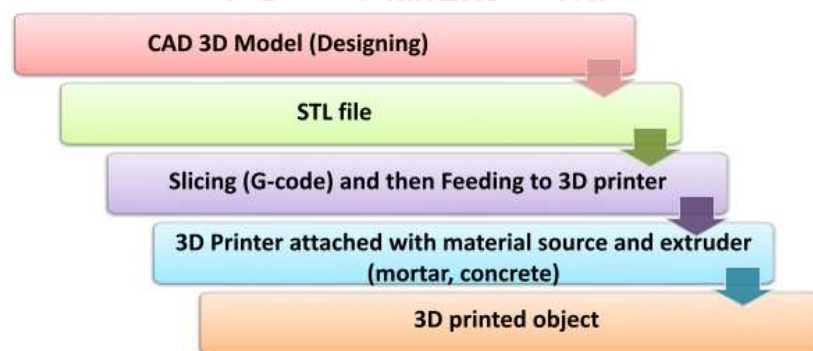 CAD 3D Model (Designing)
STL file
Slicing (G-code) and then Feeding to 3D printer
3D Printer attached with material source and extruder
(mortar, concrete)
3D printed object